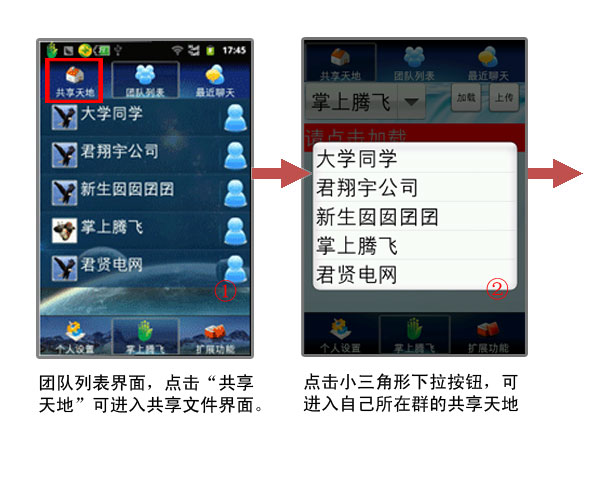 17:45
共享天地
团队列表
最近聊天
大学同学
君翔宇公司
新生囡囡囝囝
掌上腾飞
君贤电网
①
个人设置
掌上腾飞
扩展功能
团队列表界面，点击“共享
天地”可进入共享文件界面。
共享天地
团队列表
最近聊天
掌上腾飞
加载
上传
请点击加载
大学同学
君翔宇公司
新生囡囡囝囝
掌上腾飞
君贤电网
②
个人设置
掌上腾飞
扩展功能
点击小三角形下拉按钮，可
进入自己所在群的共享天地